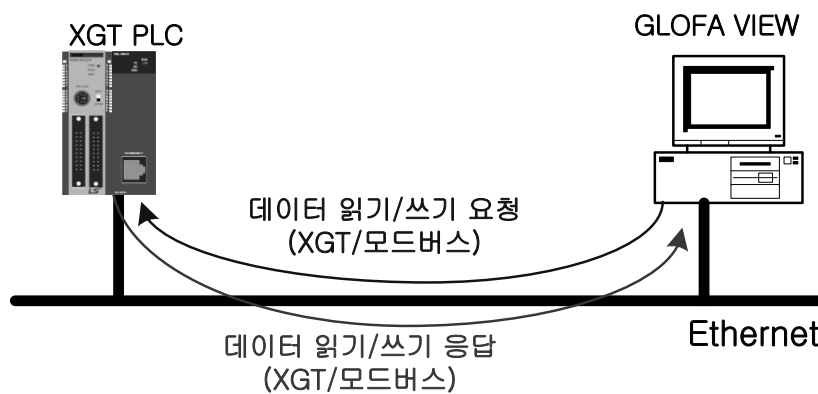 XGT PLC
GLOFA VIEW
데이터 읽기/쓰기 요청
(XGT/모드버스)
Ethernet
데이터 읽기/쓰기 응답
(XGT/모드버스)